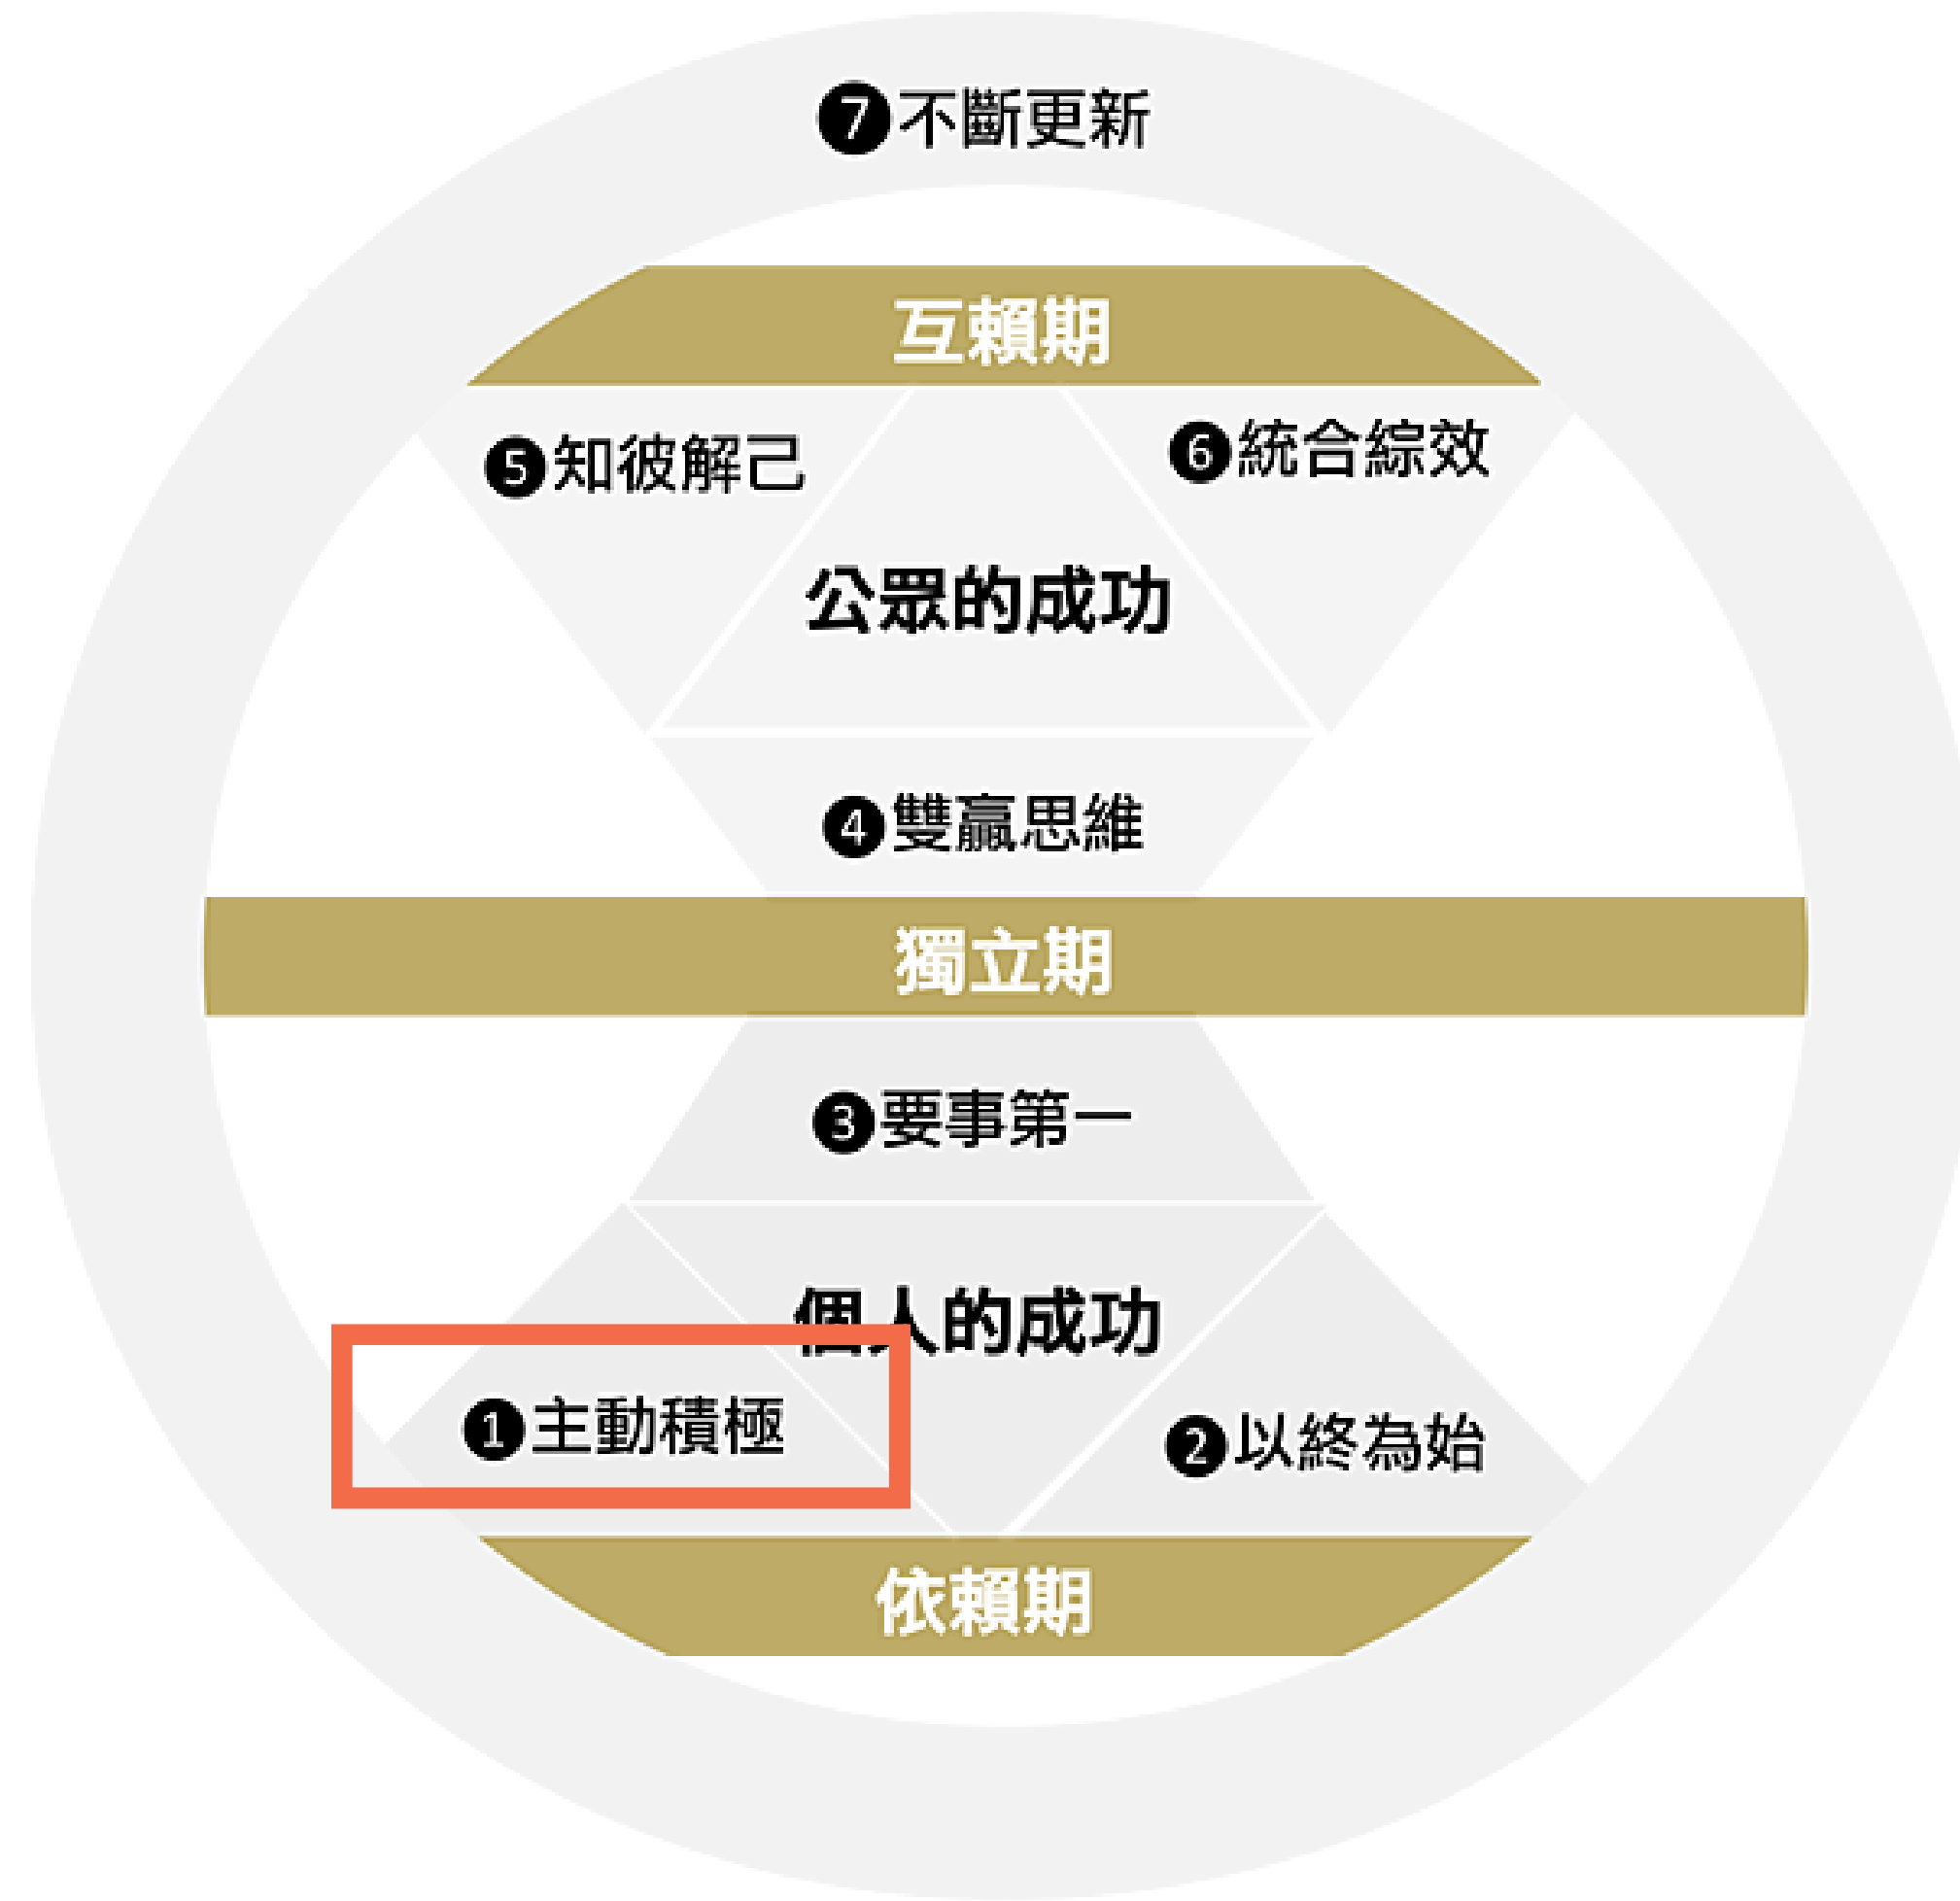 ❼不斷更新
互賴期
❺知彼解己
❻統合綜效
公眾的成功
❹雙贏思維
獨立期
❸要事第一
個人的成功
❶主動積極
❷以終為始
依賴期